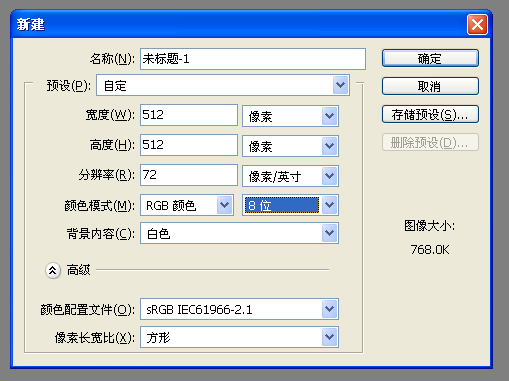 新建
名称(N): 未标题-1
确定
预设(P): 自定
取消
宽度(W): 512 像素
存储预设(S)...
高度(H): 512 像素
删除预设(D)...
分辨率(R): 72 像素/英寸
颜色模式(M): RGB 颜色 8 位
图像大小:
背景内容(C): 白色
768.0K
高级
颜色配置文件(O): sRGB IEC61966-2.1
像素长宽比(X): 方形